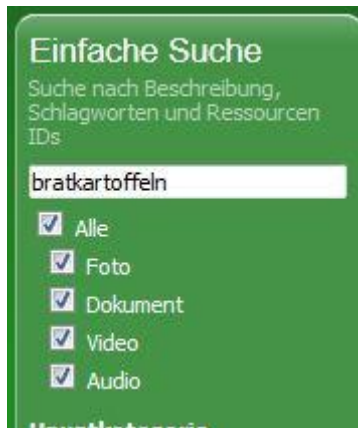 Einfache Suche
Suche nach Beschreibung,
Schlagworten und Ressourcen
IDs
bratkartoffeln
Alle
Foto
Dokument
Video
Audio